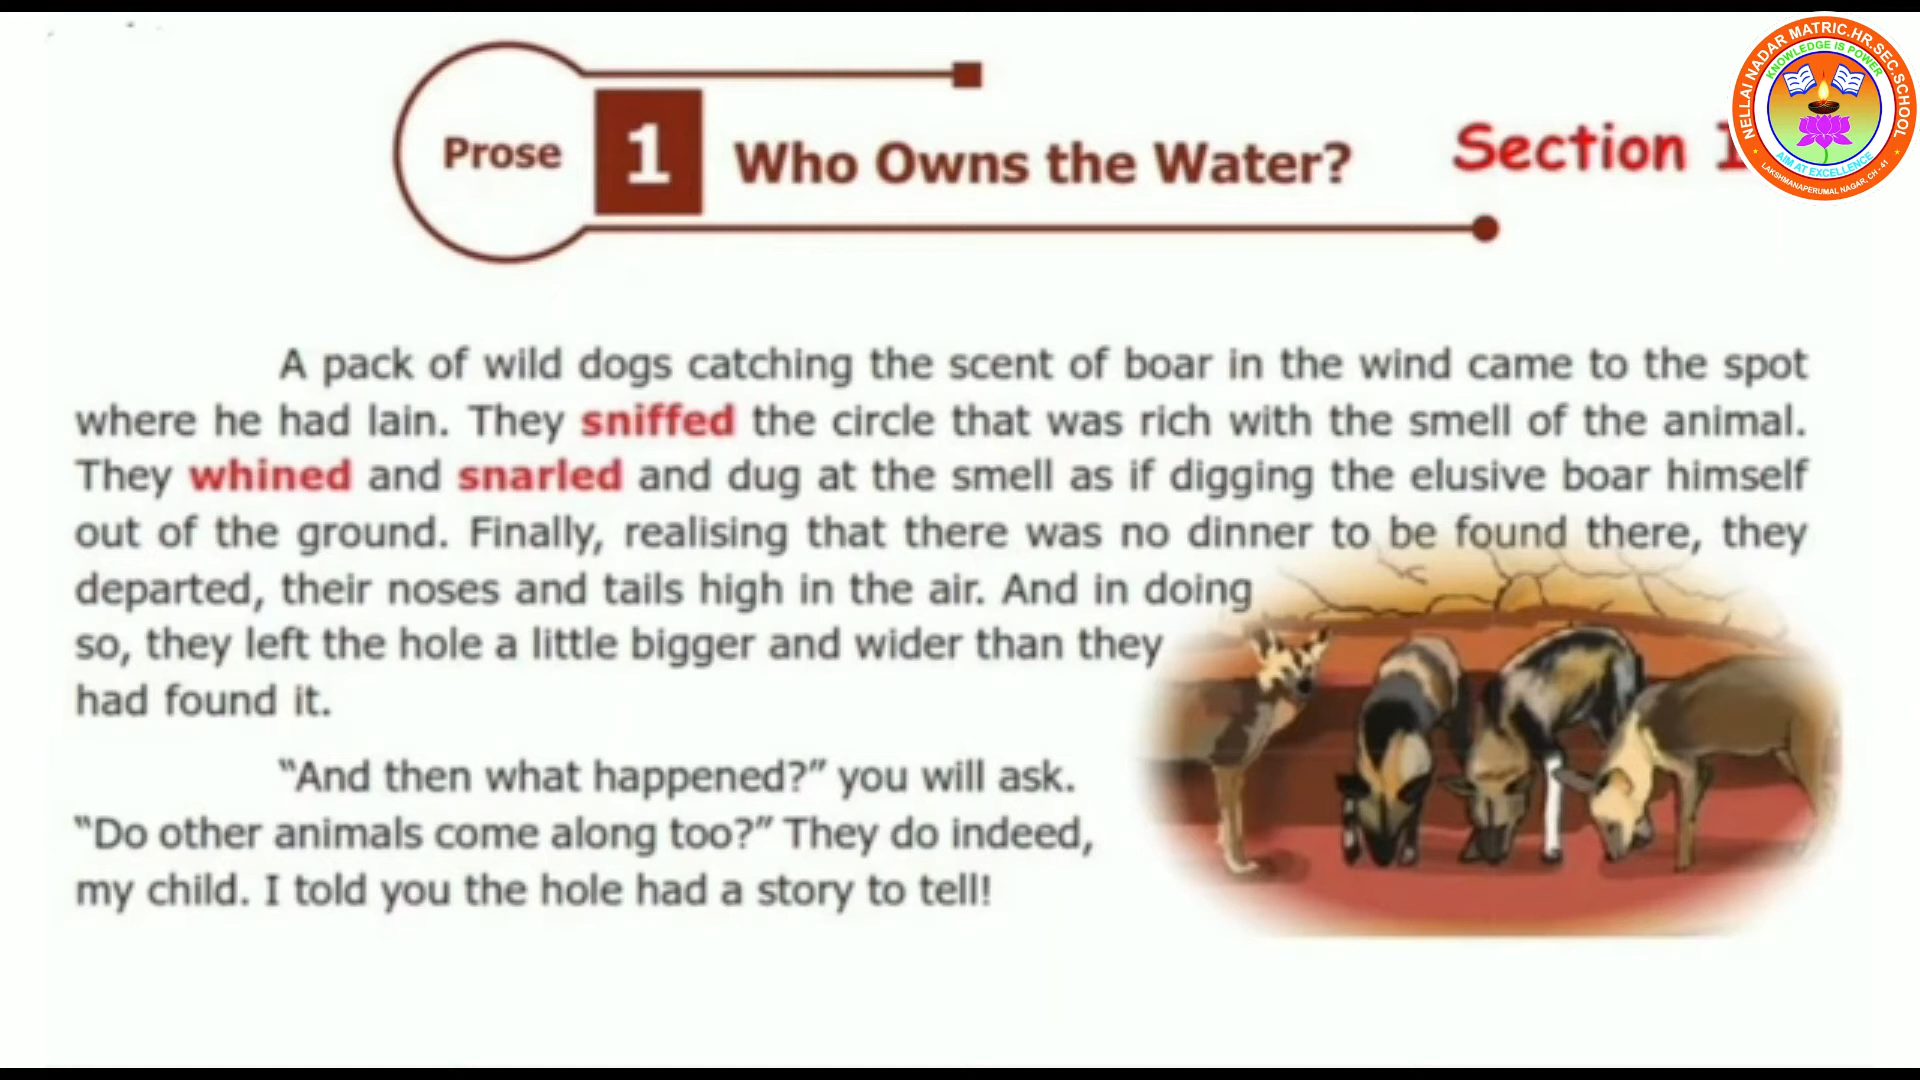 Prose 1 Who Owns the Water?
Section 1
NELLAI NADAR MATRIC.HR.SEC.SCHOOL
KNOWLEDGE IS POWER
AIM AT EXCELLENCE
LAKSHMANAPERUMAL NAGAR, CH - 41
A pack of wild dogs catching the scent of boar in the wind came to the spot
where he had lain. They sniffed the circle that was rich with the smell of the animal.
They whined and snarled and dug at the smell as if digging the elusive boar himself
out of the ground. Finally, realising that there was no dinner to be found there, they
departed, their noses and tails high in the air. And in doing
so, they left the hole a little bigger and wider than they
had found it.
“And then what happened?” you will ask.
“Do other animals come along too?” They do indeed,
my child. I told you the hole had a story to tell!